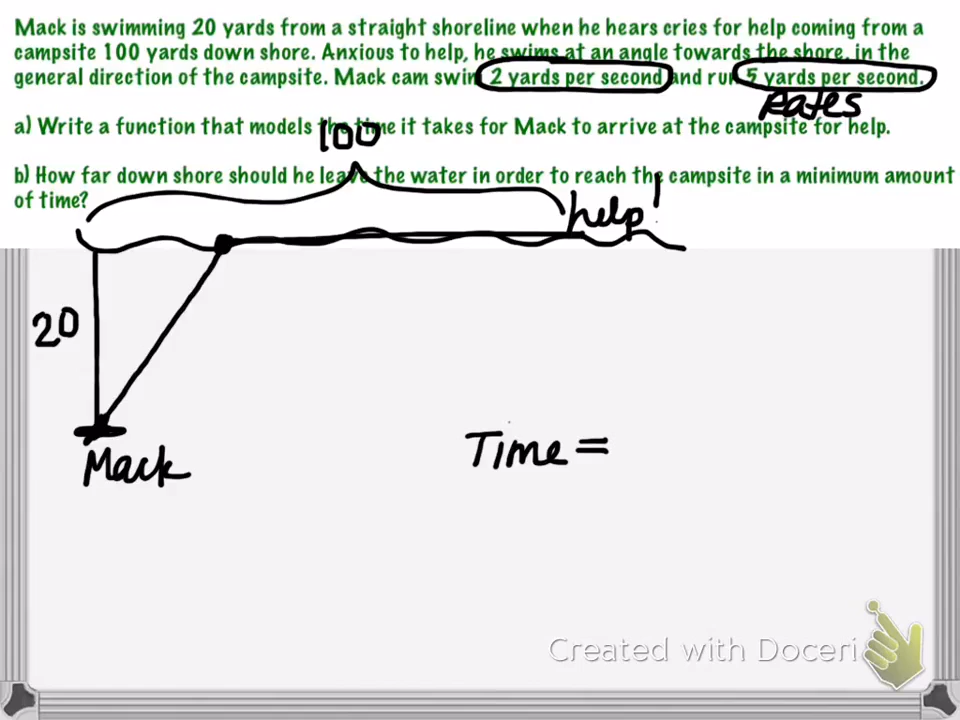 Mack is swimming 20 yards from a straight shoreline when he hears cries for help coming from a
campsite 100 yards down shore. Anxious to help, he swims at an angle towards the shore, in the
general direction of the campsite. Mack cam swim 2 yards per second and run 5 yards per second.
Rates
a) Write a function that models the time it takes for Mack to arrive at the campsite for help.
100
b) How far down shore should he leave the water in order to reach the campsite in a minimum amount
of time?
help!
20
Mack
Time =
Created with Doceri